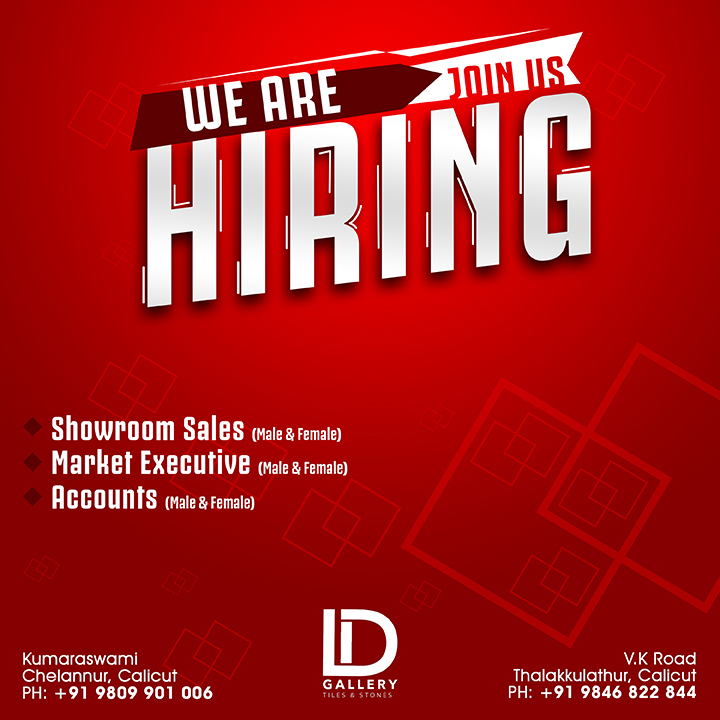 WE ARE
JOIN US
HIRING
Showroom Sales (Male & Female)
Market Executive (Male & Female)
Accounts (Male & Female)
Kumaraswami
Chelannur, Calicut
PH: +91 9809 901 006
ID
GALLERY
TILES & STONES
V.K Road
Thalakkulathur, Calicut
PH: +91 9846 822 844